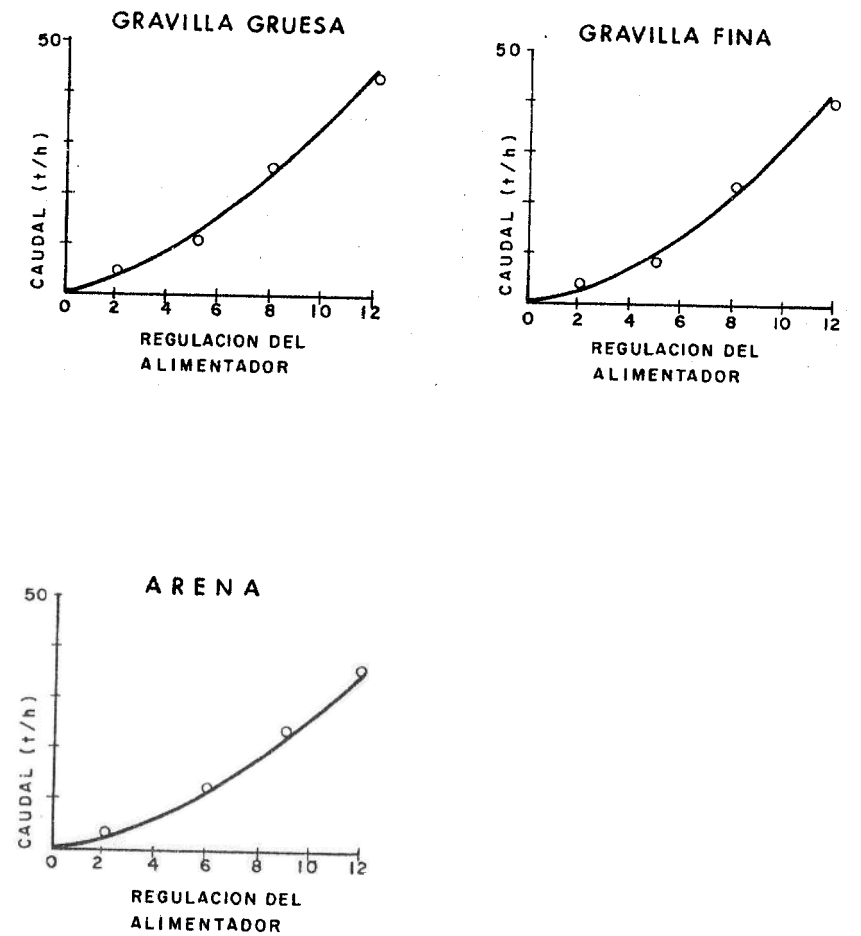 GRAVILLA GRUESA
50
CAUDAL (t/h)
0 2 4 6 8 10 12
REGULACION DEL
ALIMENTADOR
GRAVILLA FINA
50
CAUDAL (t/h)
0 2 4 6 8 10 12
REGULACION DEL
ALIMENTADOR
ARENA
50
CAUDAL (t/h)
0 2 4 6 8 10 12
REGULACION DEL
ALIMENTADOR